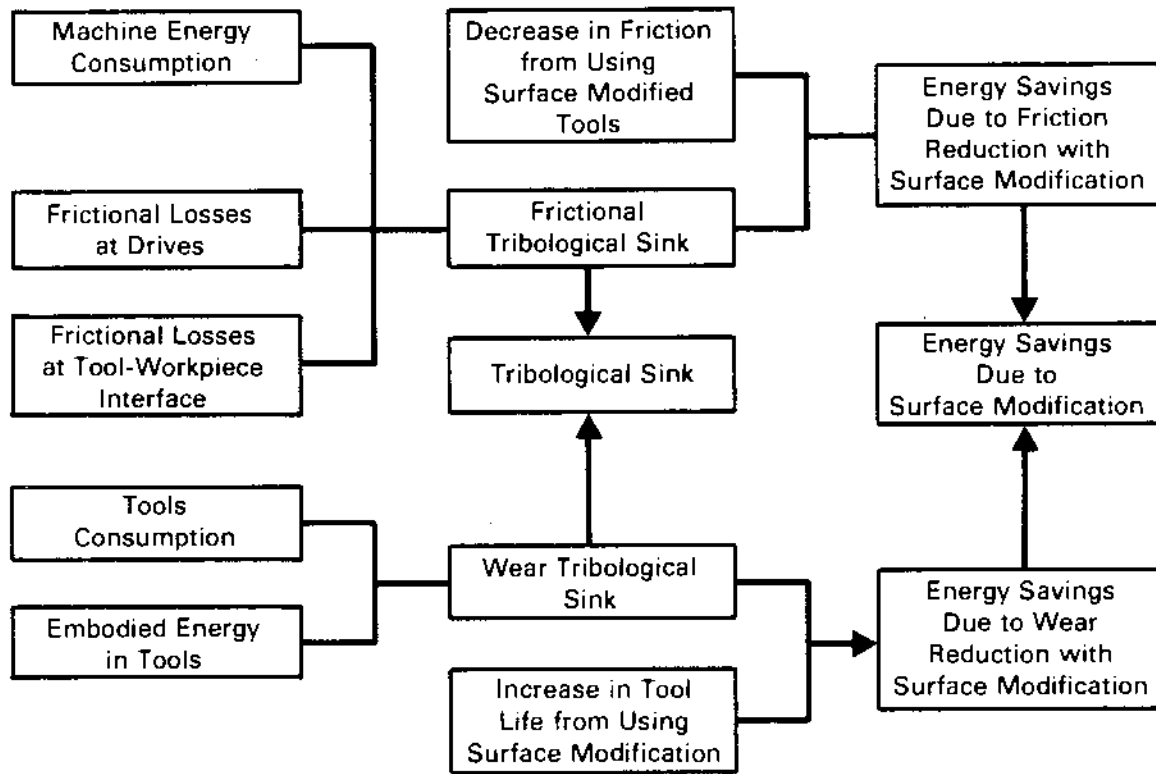 Machine Energy
Consumption
Decrease in Friction
from Using
Surface Modified
Tools
Energy Savings
Due to Friction
Reduction with
Surface Modification
Frictional Losses
at Drives
Frictional
Tribological Sink
Frictional Losses
at Tool-Workpiece
Interface
Tribological Sink
Energy Savings
Due to
Surface Modification
Tools
Consumption
Wear Tribological
Sink
Energy Savings
Due to Wear
Reduction with
Surface Modification
Embodied Energy
in Tools
Increase in Tool
Life from Using
Surface Modification